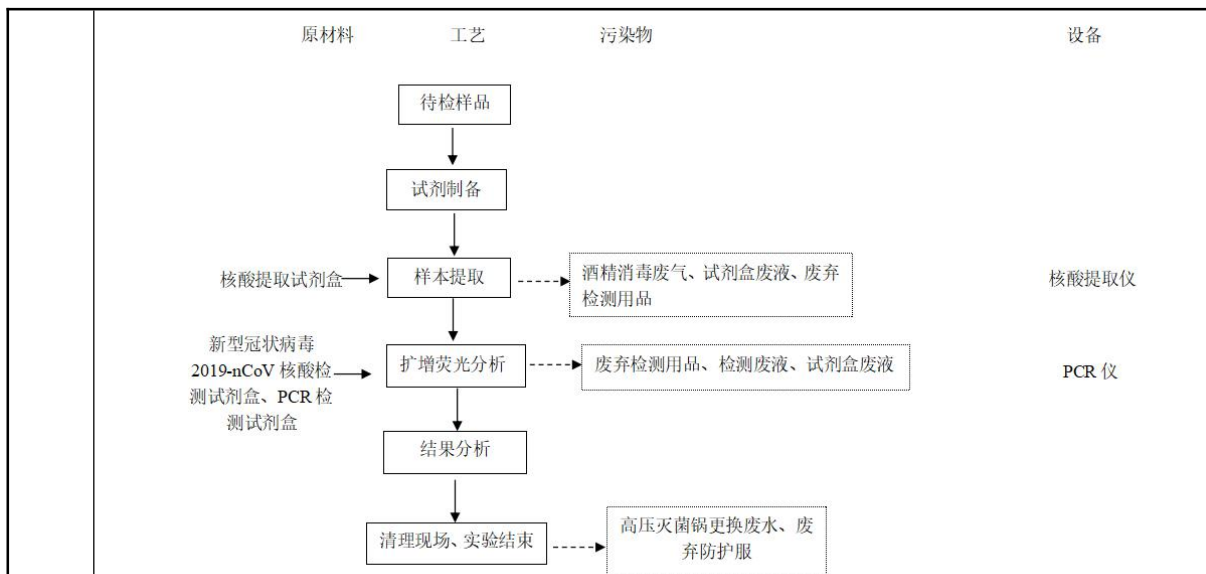 原材料 工艺 污染物 设备
待检样品
试剂制备
核酸提取试剂盒 样本提取 酒精消毒废气、试剂盒废液、废弃
检测用品
核酸提取仪
新型冠状病毒
2019-nCoV 核酸检
测试剂盒、PCR 检
测试剂盒
扩增荧光分析
废弃检测用品、检测废液、试剂盒废液
PCR 仪
结果分析
清理现场、实验结束
高压灭菌锅更换废水、废
弃防护服